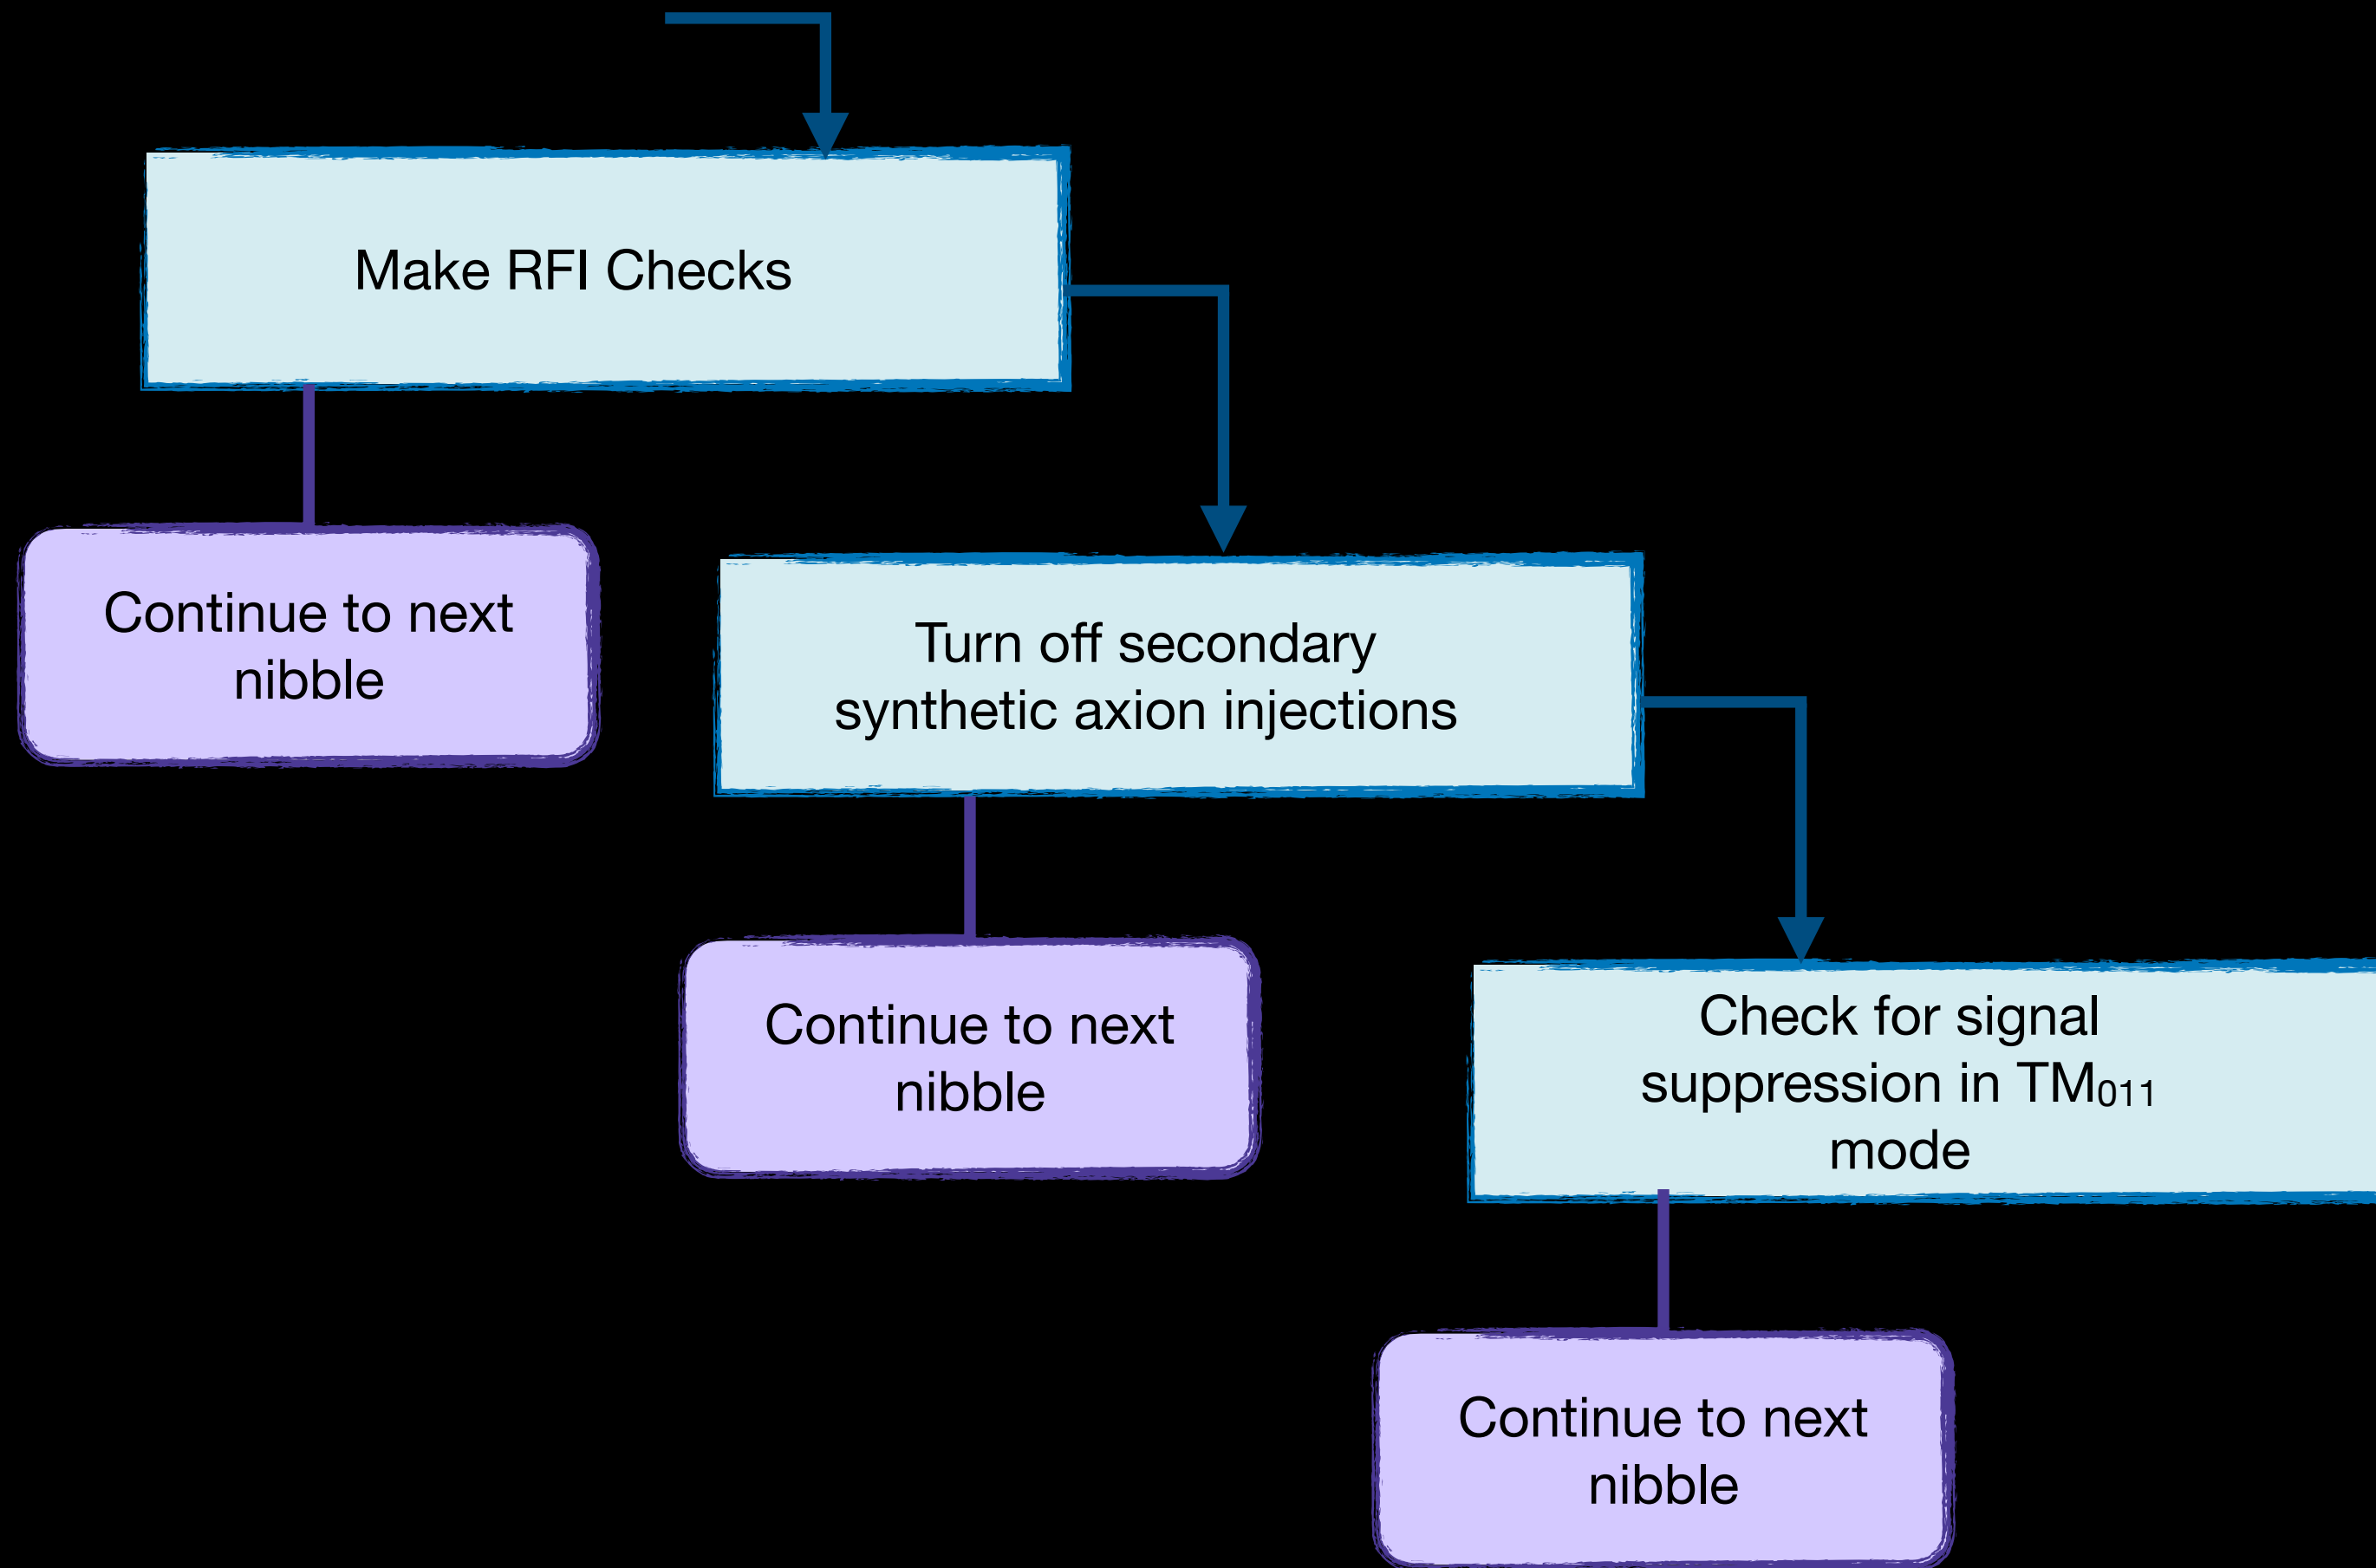 Make RFI Checks
Continue to next
nibble
Turn off secondary
synthetic axion injections
Continue to next
nibble
Check for signal
suppression in TM₀₁₁
mode
Continue to next
nibble